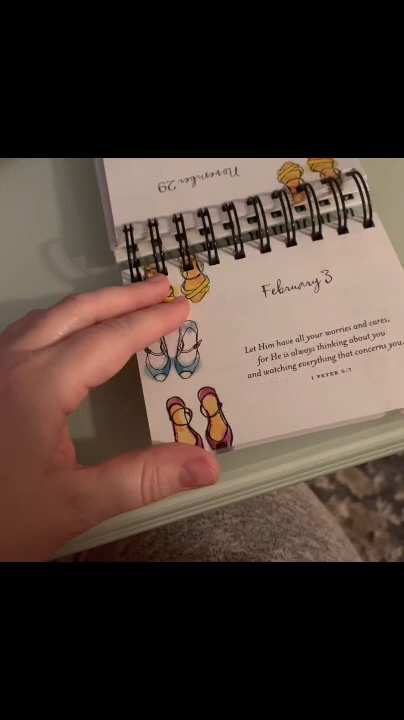 November 29
February 3
Let Him have all your worries and cares,
for He is always thinking about you
and watching everything that concerns you.
1 PETER 5:7